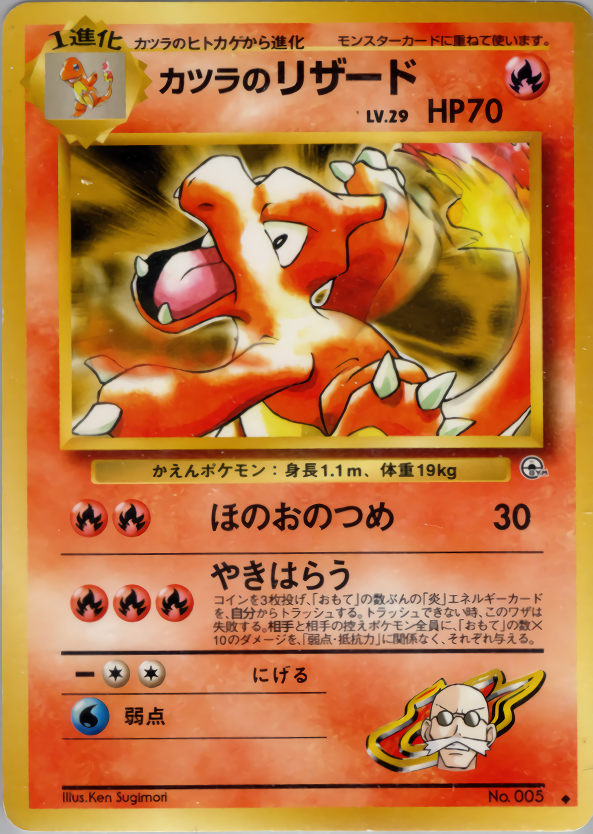 1進化
カツラのヒトカゲから進化
モンスターカードに重ねて使います。
カツラのリザード
LV.29 HP70
かえんポケモン：身長1.1m、体重19kg
GYM
ほのおのつめ 30
やきはらう
コインを3枚投げ、「おもて」の数ぶんの「炎」エネルギーカード
を、自分からトラッシュする。トラッシュできない時、このワザは
失敗する。相手と相手の控えポケモン全員に、「おもて」の数×
10のダメージを、「弱点・抵抗力」に関係なく、それぞれ与える。
にげる
弱点
Illus.Ken Sugimori
No. 005